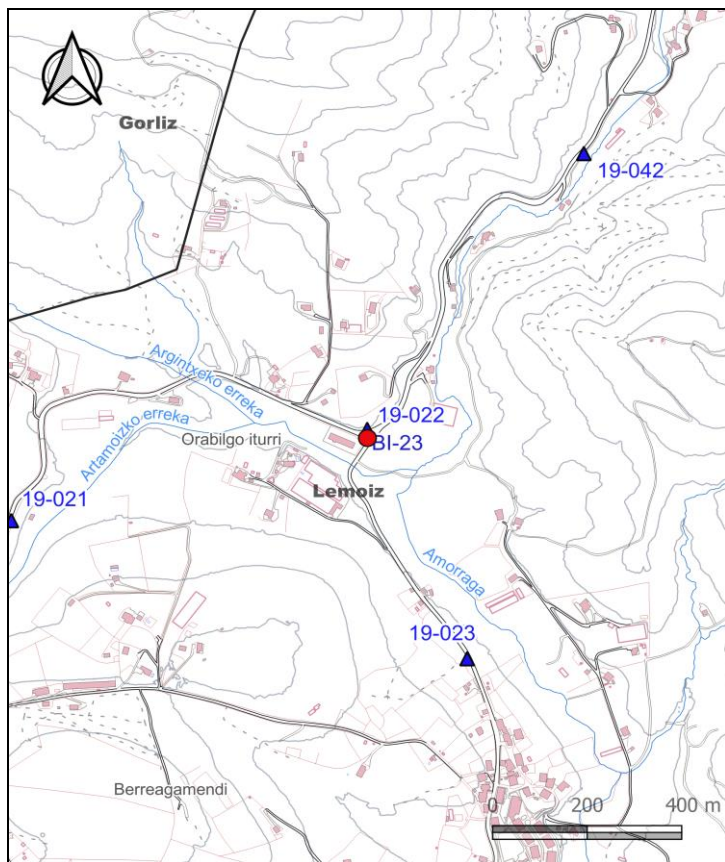 Gorliz
19-042
Argintxeko erreka
19-022
BI-23
Artamoizko erreka
Orabilgo iturri
19-021
Lemoiz
Amorraga
19-023
Berreagamendi
0 200 400 m